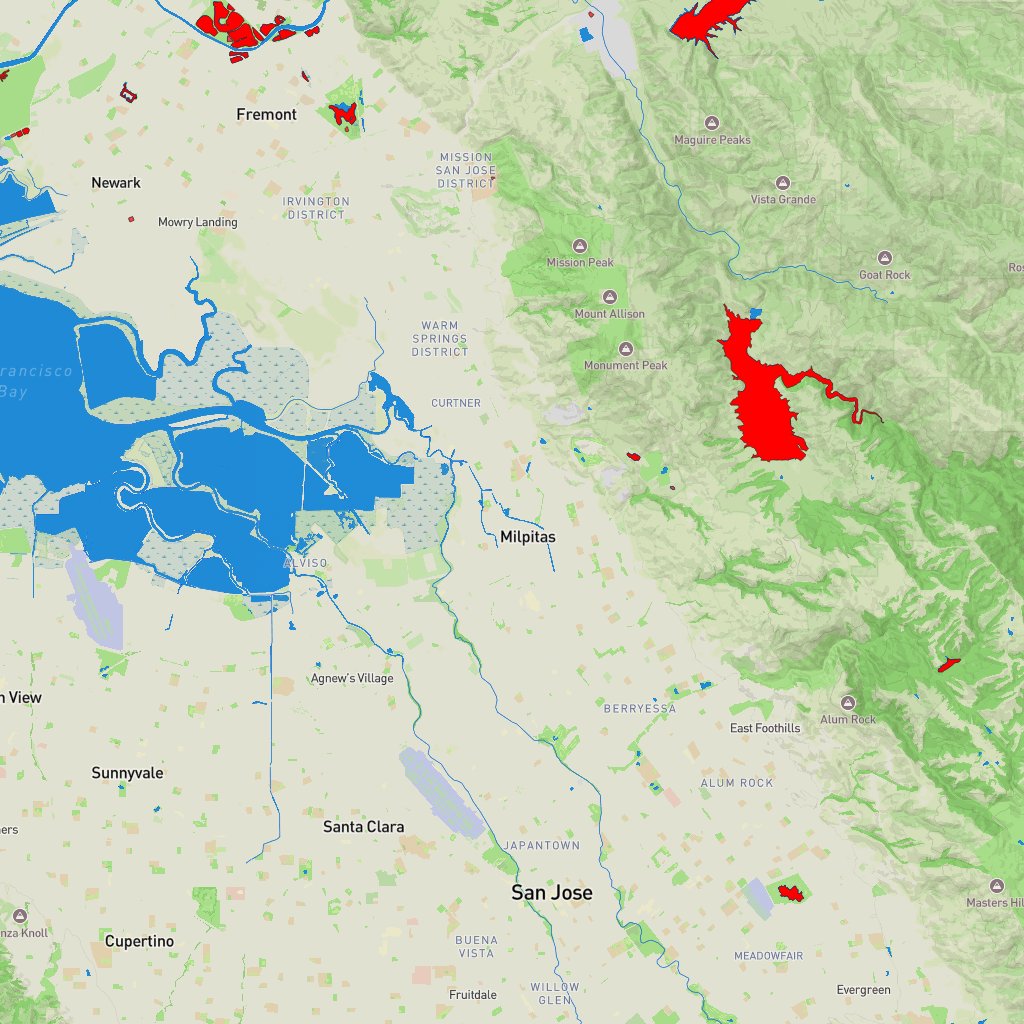 Fremont
Maguire Peaks
MISSION
SAN JOSE
DISTRICT
Newark
Vista Grande
IRVINGTON
DISTRICT
Mowry Landing
Mission Peak
Goat Rock
Mount Allison
WARM
SPRINGS
DISTRICT
Monument Peak
rancisco
Bay
CURTNER
Milpitas
ALVISO
Agnew's Village
n View
BERRYESSA
Alum Rock
East Foothills
Sunnyvale
ALUM ROCK
Santa Clara
JAPANTOWN
San Jose
Masters Hil
nza Knoll
Cupertino
BUENA
VISTA
MEADOWFAIR
WILLOW
GLEN
Fruitdale
Evergreen